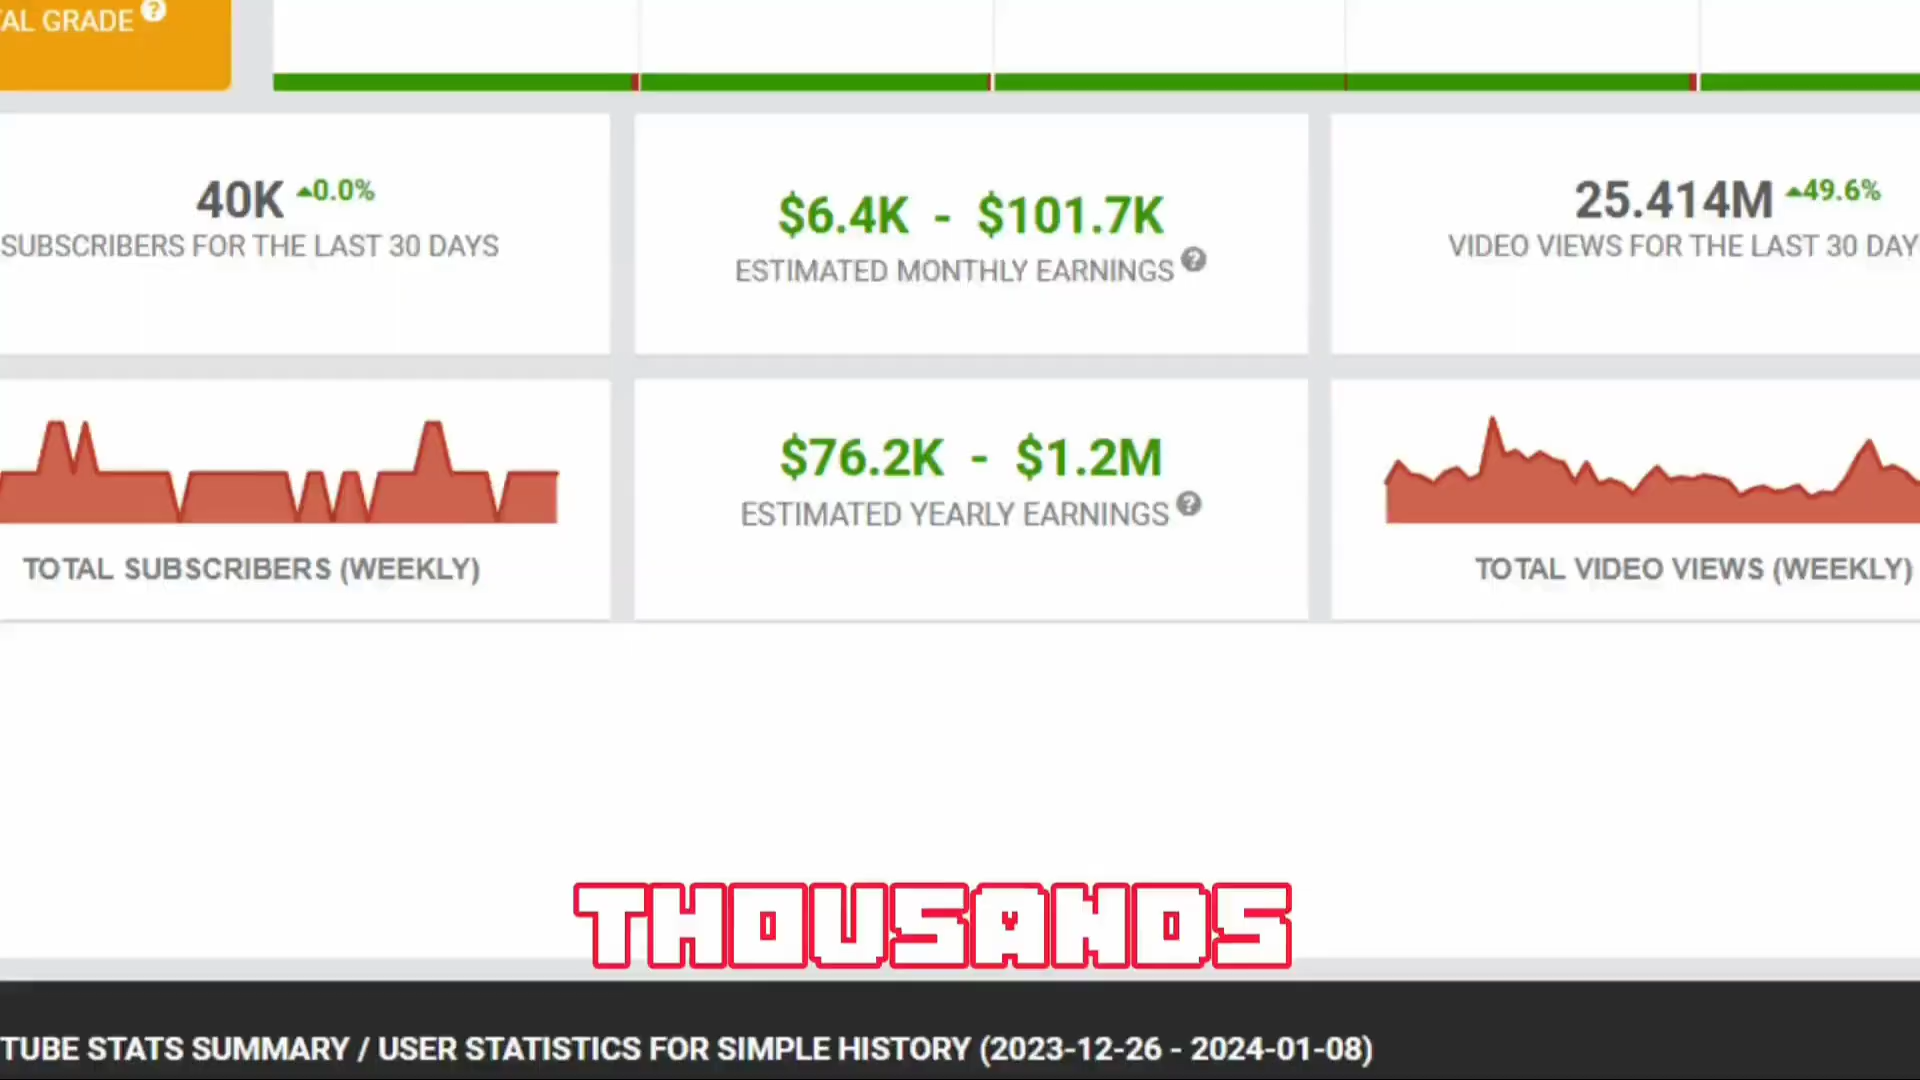 AL GRADE ?
40K 0.0%
SUBSCRIBERS FOR THE LAST 30 DAYS
$6.4K - $101.7K
ESTIMATED MONTHLY EARNINGS ?
25.414M 49.6%
VIDEO VIEWS FOR THE LAST 30 DAY
TOTAL SUBSCRIBERS (WEEKLY)
$76.2K - $1.2M
ESTIMATED YEARLY EARNINGS ?
TOTAL VIDEO VIEWS (WEEKLY)
THOUSANDS
TUBE STATS SUMMARY / USER STATISTICS FOR SIMPLE HISTORY (2023-12-26 - 2024-01-08)